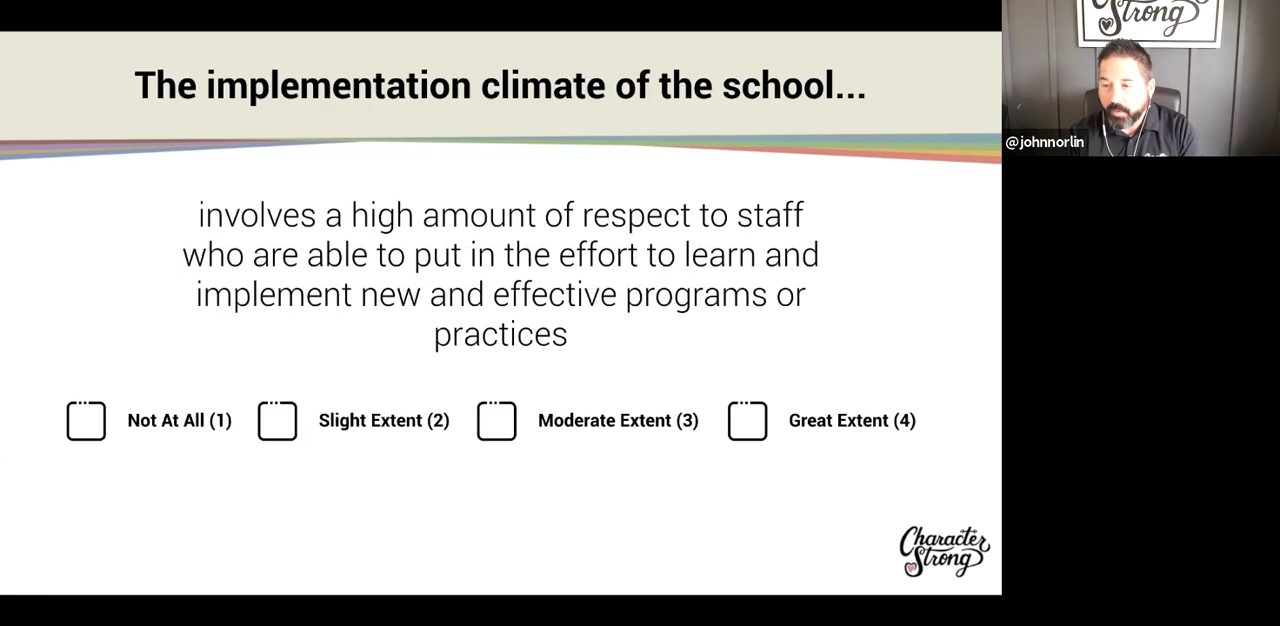 The implementation climate of the school...
involves a high amount of respect to staff
who are able to put in the effort to learn and
implement new and effective programs or
practices
Not At All (1) Slight Extent (2) Moderate Extent (3) Great Extent (4)
Character
Strong
Strong
@johnnorlin